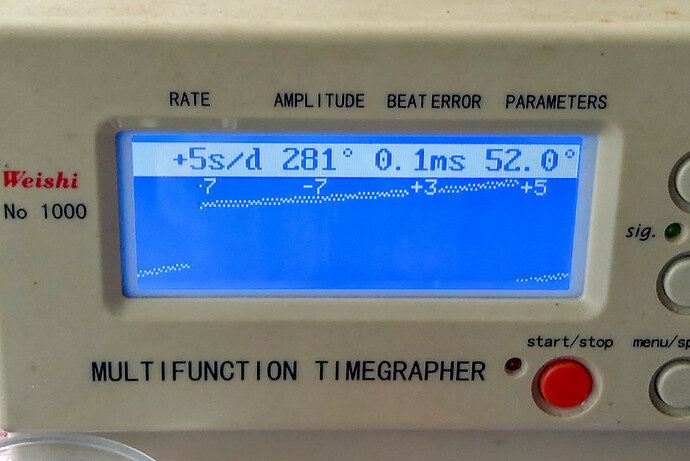 RATE AMPLITUDE BEAT ERROR PARAMETERS
+5s/d 281° 0.1ms 52.0°
-7 -7 +3 +5
Weishi
No 1000
sig.
start/stop menu/sp
MULTIFUNCTION TIMEGRAPHER